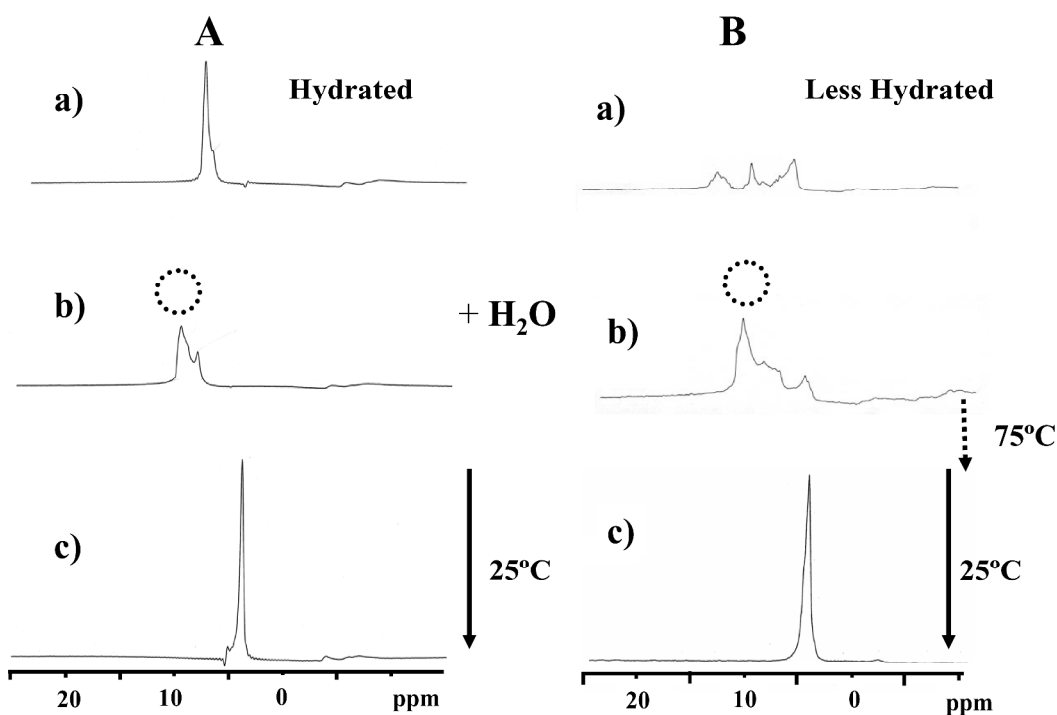 A
B
a)
Hydrated
a)
Less Hydrated
b)
+ H₂O
b)
75ºC
c)
25ºC
c)
25ºC
20 10 0 ppm
20 10 0 ppm